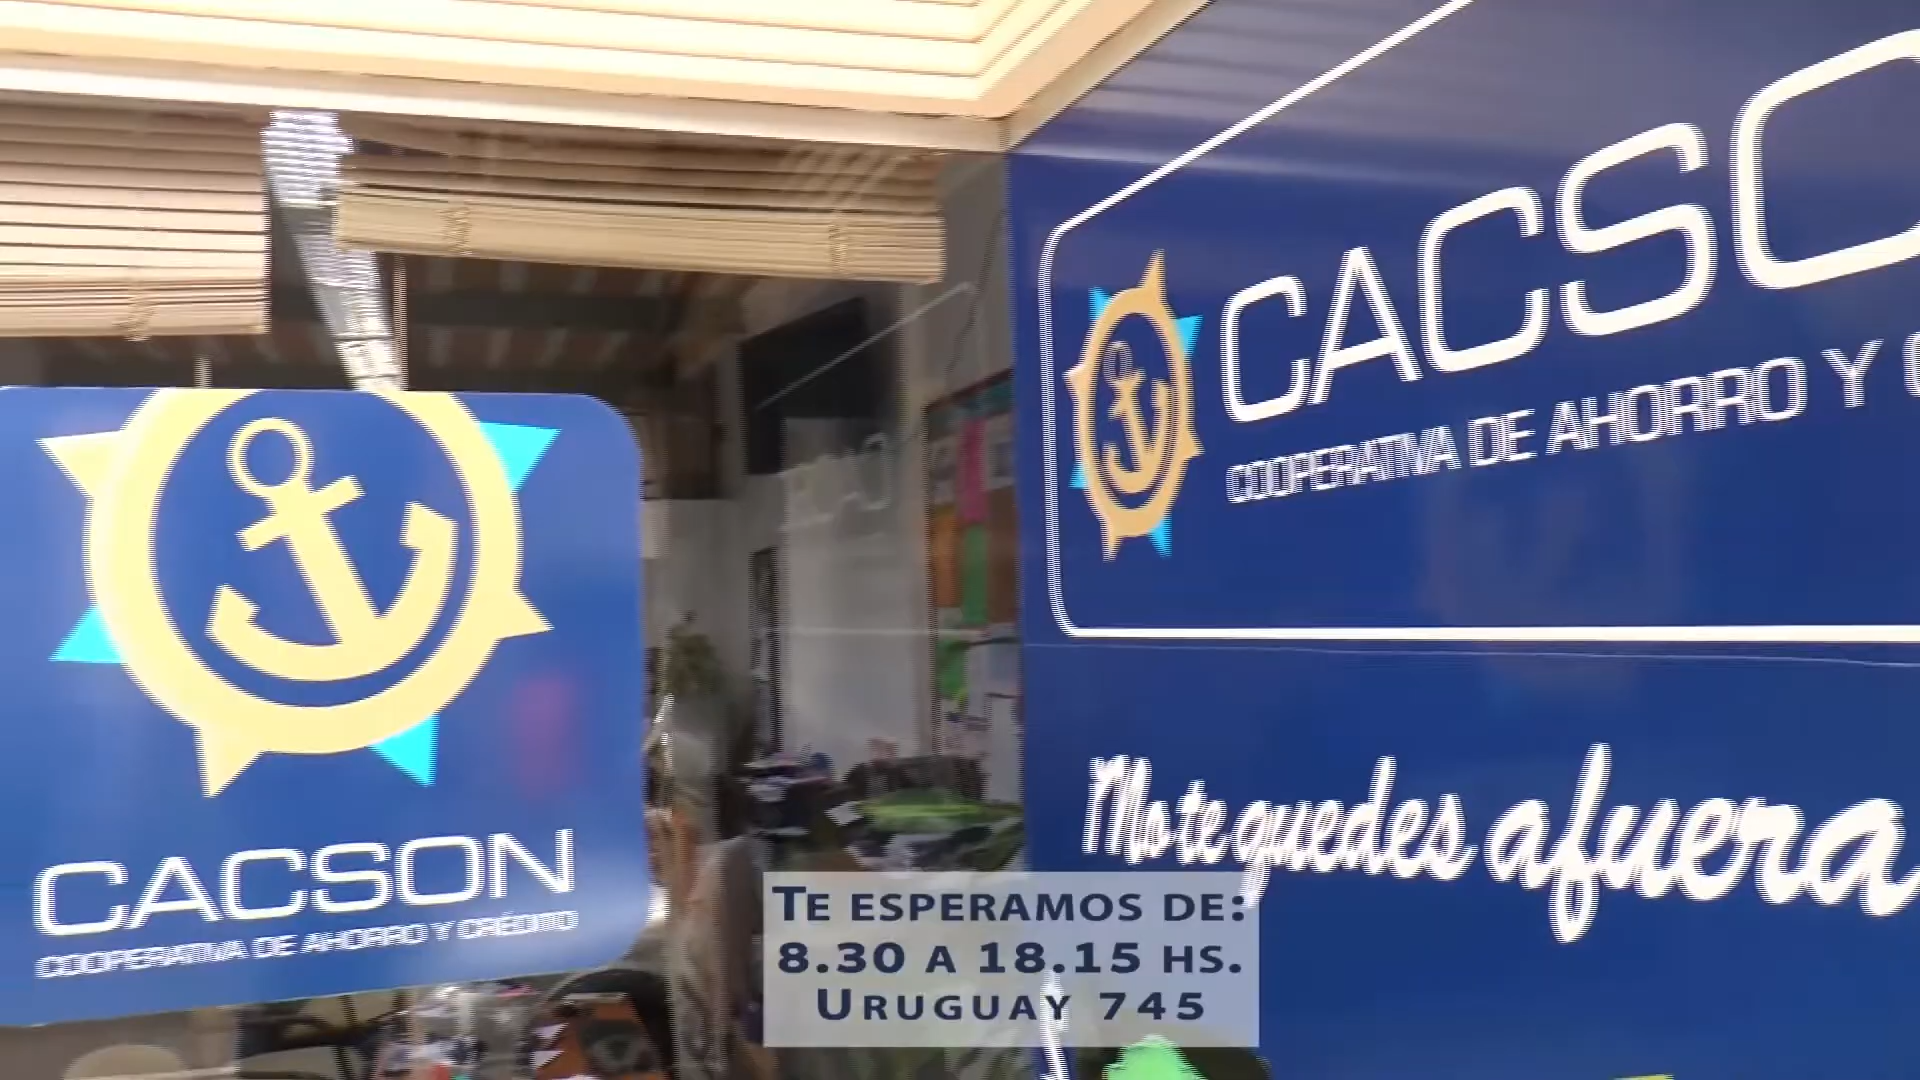 CACSON
COOPERATIVA DE AHORRO Y CRÉDITO
CACSO
COOPERATIVA DE AHORRO Y C
No te quedes afuera
TE ESPERAMOS DE:
8.30 A 18.15 HS.
URUGUAY 745